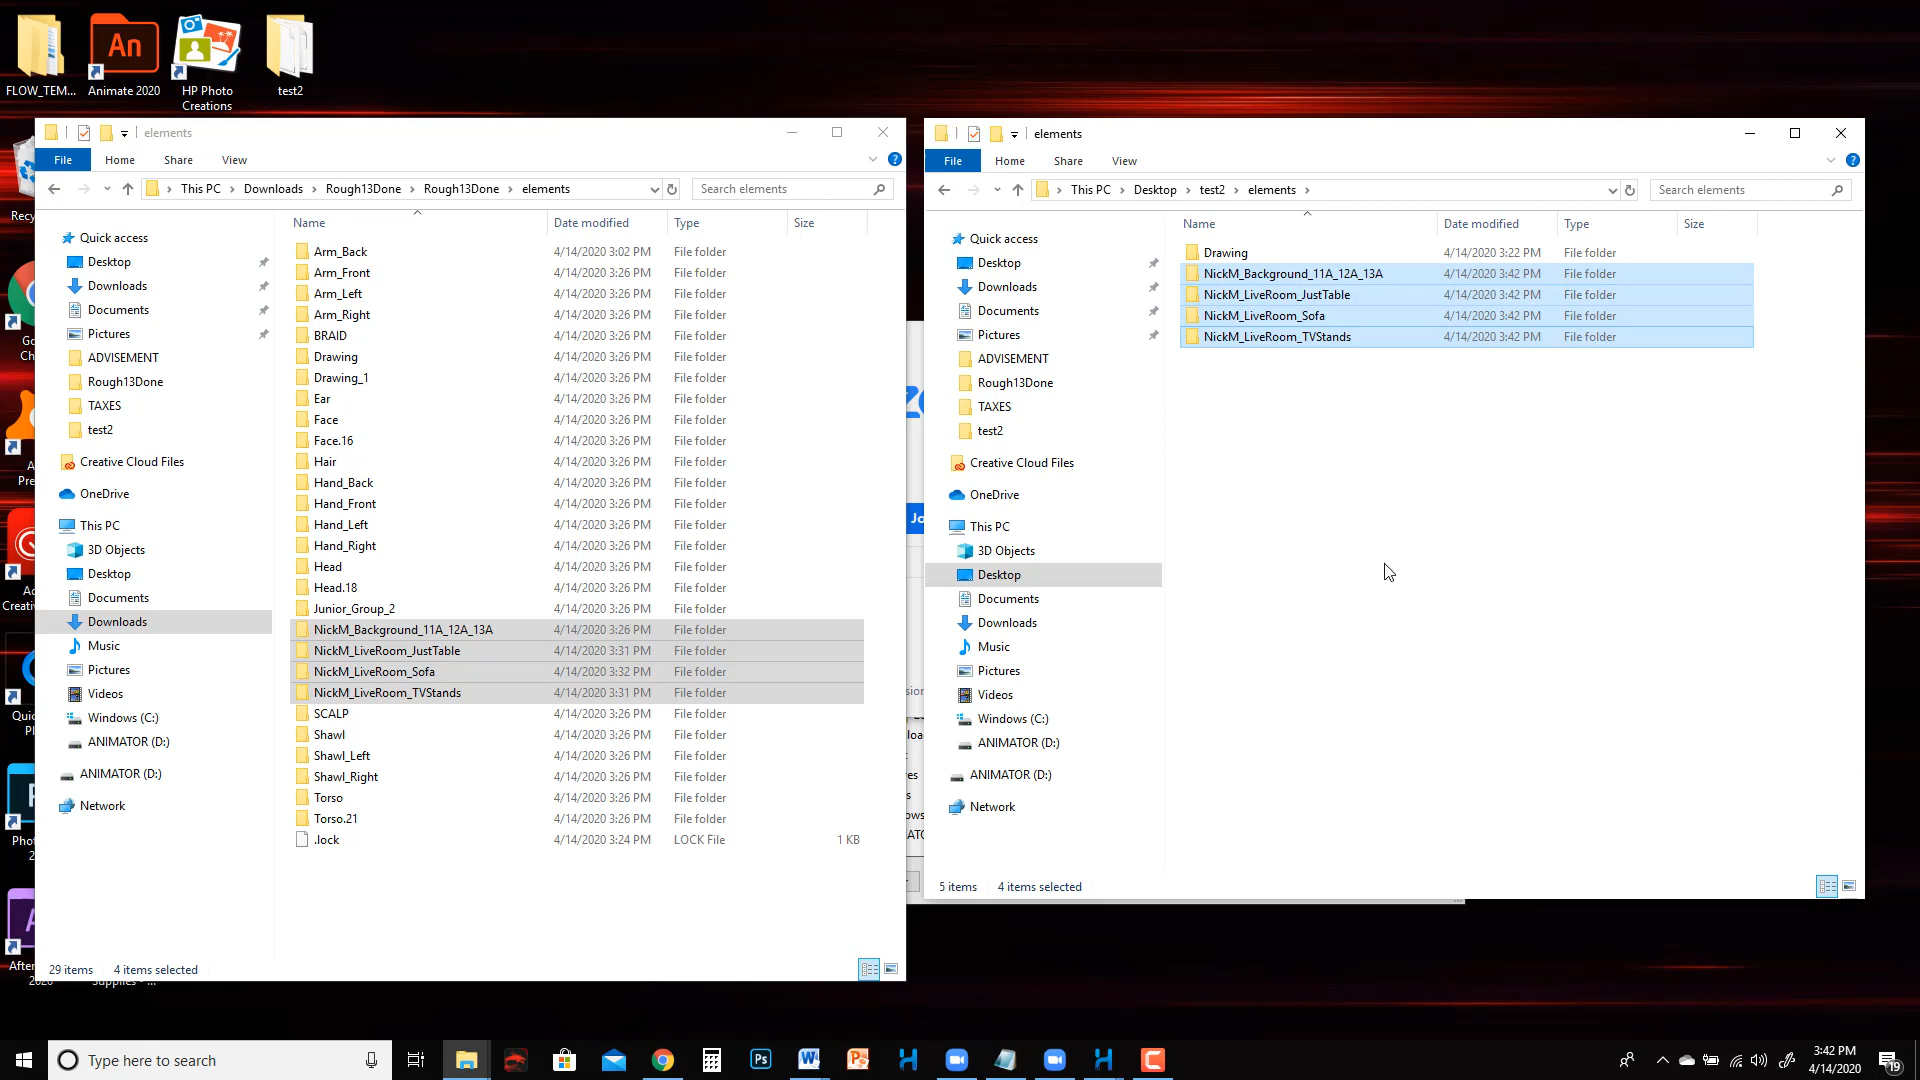 FLOW_TEM...
An
Animate 2020
HP Photo
Creations
test2
elements
File
Home
Share
View
This PC
Downloads
Rough13Done
Rough13Done
elements
Search elements
Name
Date modified
Type
Size
Quick access
Desktop
Downloads
Documents
Pictures
ADVISEMENT
Rough13Done
TAXES
test2
Creative Cloud Files
OneDrive
This PC
3D Objects
Desktop
Documents
Downloads
Music
Pictures
Videos
Windows (C:)
ANIMATOR (D:)
ANIMATOR (D:)
Network
Arm_Back 4/14/2020 3:02 PM File folder
Arm_Front 4/14/2020 3:26 PM File folder
Arm_Left 4/14/2020 3:26 PM File folder
Arm_Right 4/14/2020 3:26 PM File folder
BRAID 4/14/2020 3:26 PM File folder
Drawing 4/14/2020 3:26 PM File folder
Drawing_1 4/14/2020 3:26 PM File folder
Ear 4/14/2020 3:26 PM File folder
Face 4/14/2020 3:26 PM File folder
Face.16 4/14/2020 3:26 PM File folder
Hair 4/14/2020 3:26 PM File folder
Hand_Back 4/14/2020 3:26 PM File folder
Hand_Front 4/14/2020 3:26 PM File folder
Hand_Left 4/14/2020 3:26 PM File folder
Hand_Right 4/14/2020 3:26 PM File folder
Head 4/14/2020 3:26 PM File folder
Head.18 4/14/2020 3:26 PM File folder
Junior_Group_2 4/14/2020 3:26 PM File folder
NickM_Background_11A_12A_13A 4/14/2020 3:26 PM File folder
NickM_LiveRoom_JustTable 4/14/2020 3:31 PM File folder
NickM_LiveRoom_Sofa 4/14/2020 3:32 PM File folder
NickM_LiveRoom_TVStands 4/14/2020 3:31 PM File folder
SCALP 4/14/2020 3:26 PM File folder
Shawl 4/14/2020 3:26 PM File folder
Shawl_Left 4/14/2020 3:26 PM File folder
Shawl_Right 4/14/2020 3:26 PM File folder
Torso 4/14/2020 3:26 PM File folder
Torso.21 4/14/2020 3:26 PM File folder
.lock 4/14/2020 3:24 PM LOCK File 1 KB
29 items
4 items selected
elements
File
Home
Share
View
This PC
Desktop
test2
elements
Search elements
Name
Date modified
Type
Size
Quick access
Desktop
Downloads
Documents
Pictures
ADVISEMENT
Rough13Done
TAXES
test2
Creative Cloud Files
OneDrive
This PC
3D Objects
Desktop
Documents
Downloads
Music
Pictures
Videos
Windows (C:)
ANIMATOR (D:)
ANIMATOR (D:)
Network
Drawing 4/14/2020 3:22 PM File folder
NickM_Background_11A_12A_13A 4/14/2020 3:42 PM File folder
NickM_LiveRoom_JustTable 4/14/2020 3:42 PM File folder
NickM_LiveRoom_Sofa 4/14/2020 3:42 PM File folder
NickM_LiveRoom_TVStands 4/14/2020 3:42 PM File folder
5 items
4 items selected
Type here to search
Ps
3:42 PM
4/14/2020
19